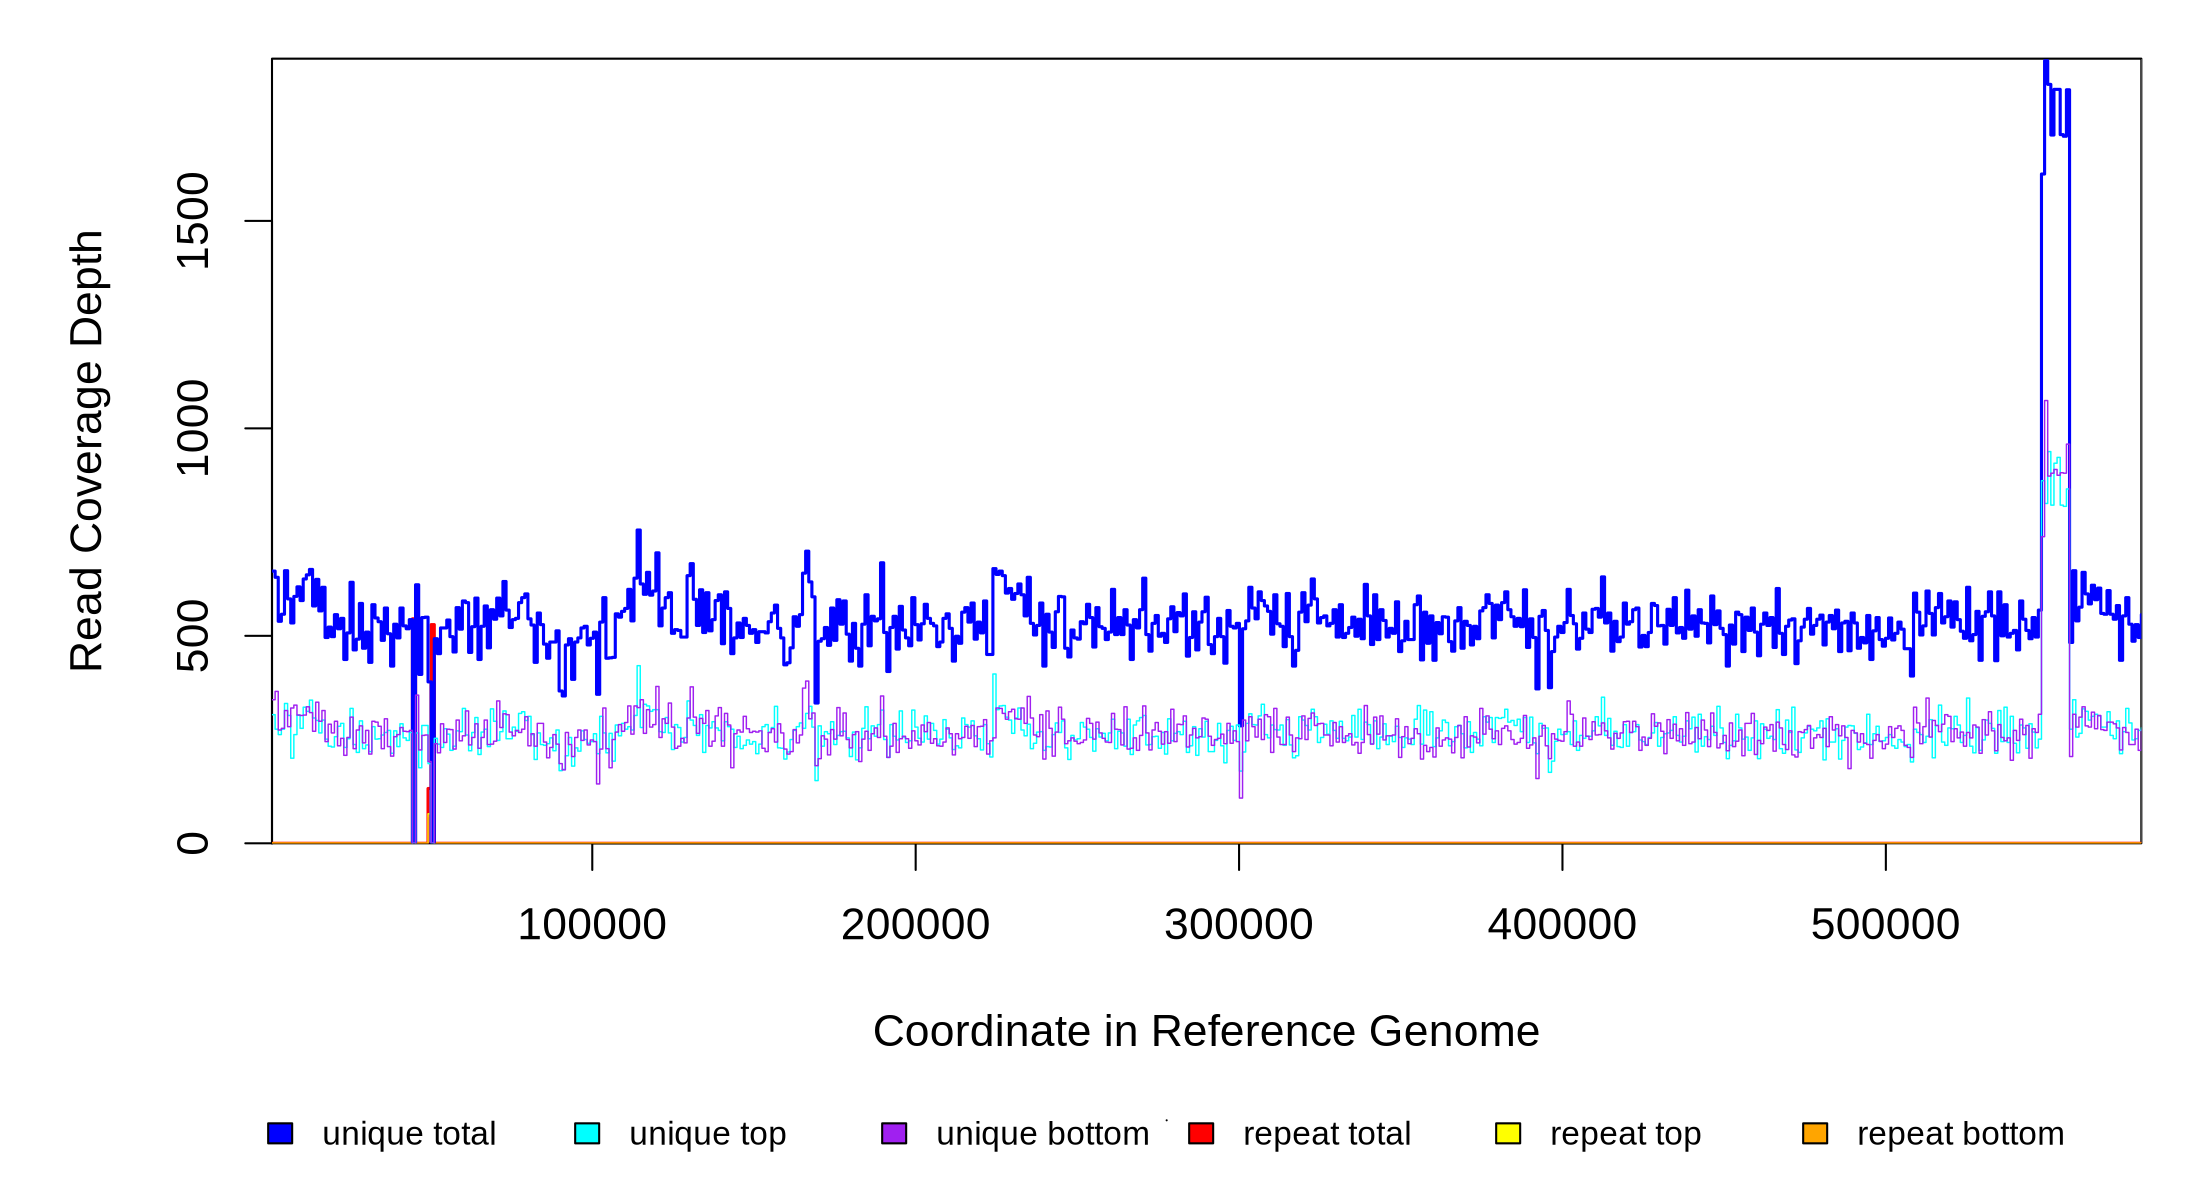 Read Coverage Depth
1500
1000
500
0
100000 200000 300000 400000 500000
Coordinate in Reference Genome
unique total unique top unique bottom repeat total repeat top repeat bottom